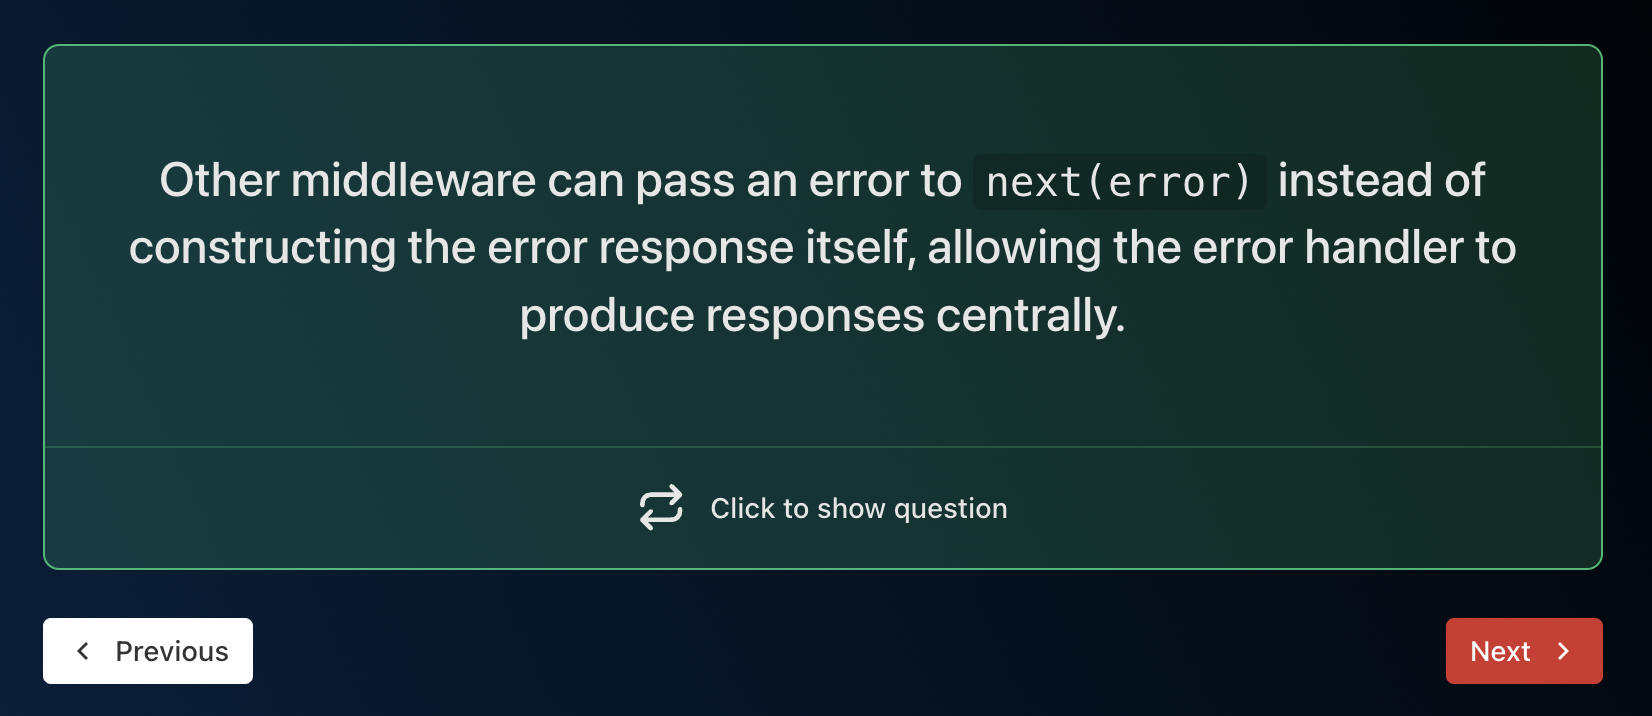 Other middleware can pass an error to next(error) instead of
constructing the error response itself, allowing the error handler to
produce responses centrally.
Click to show question
Previous
Next